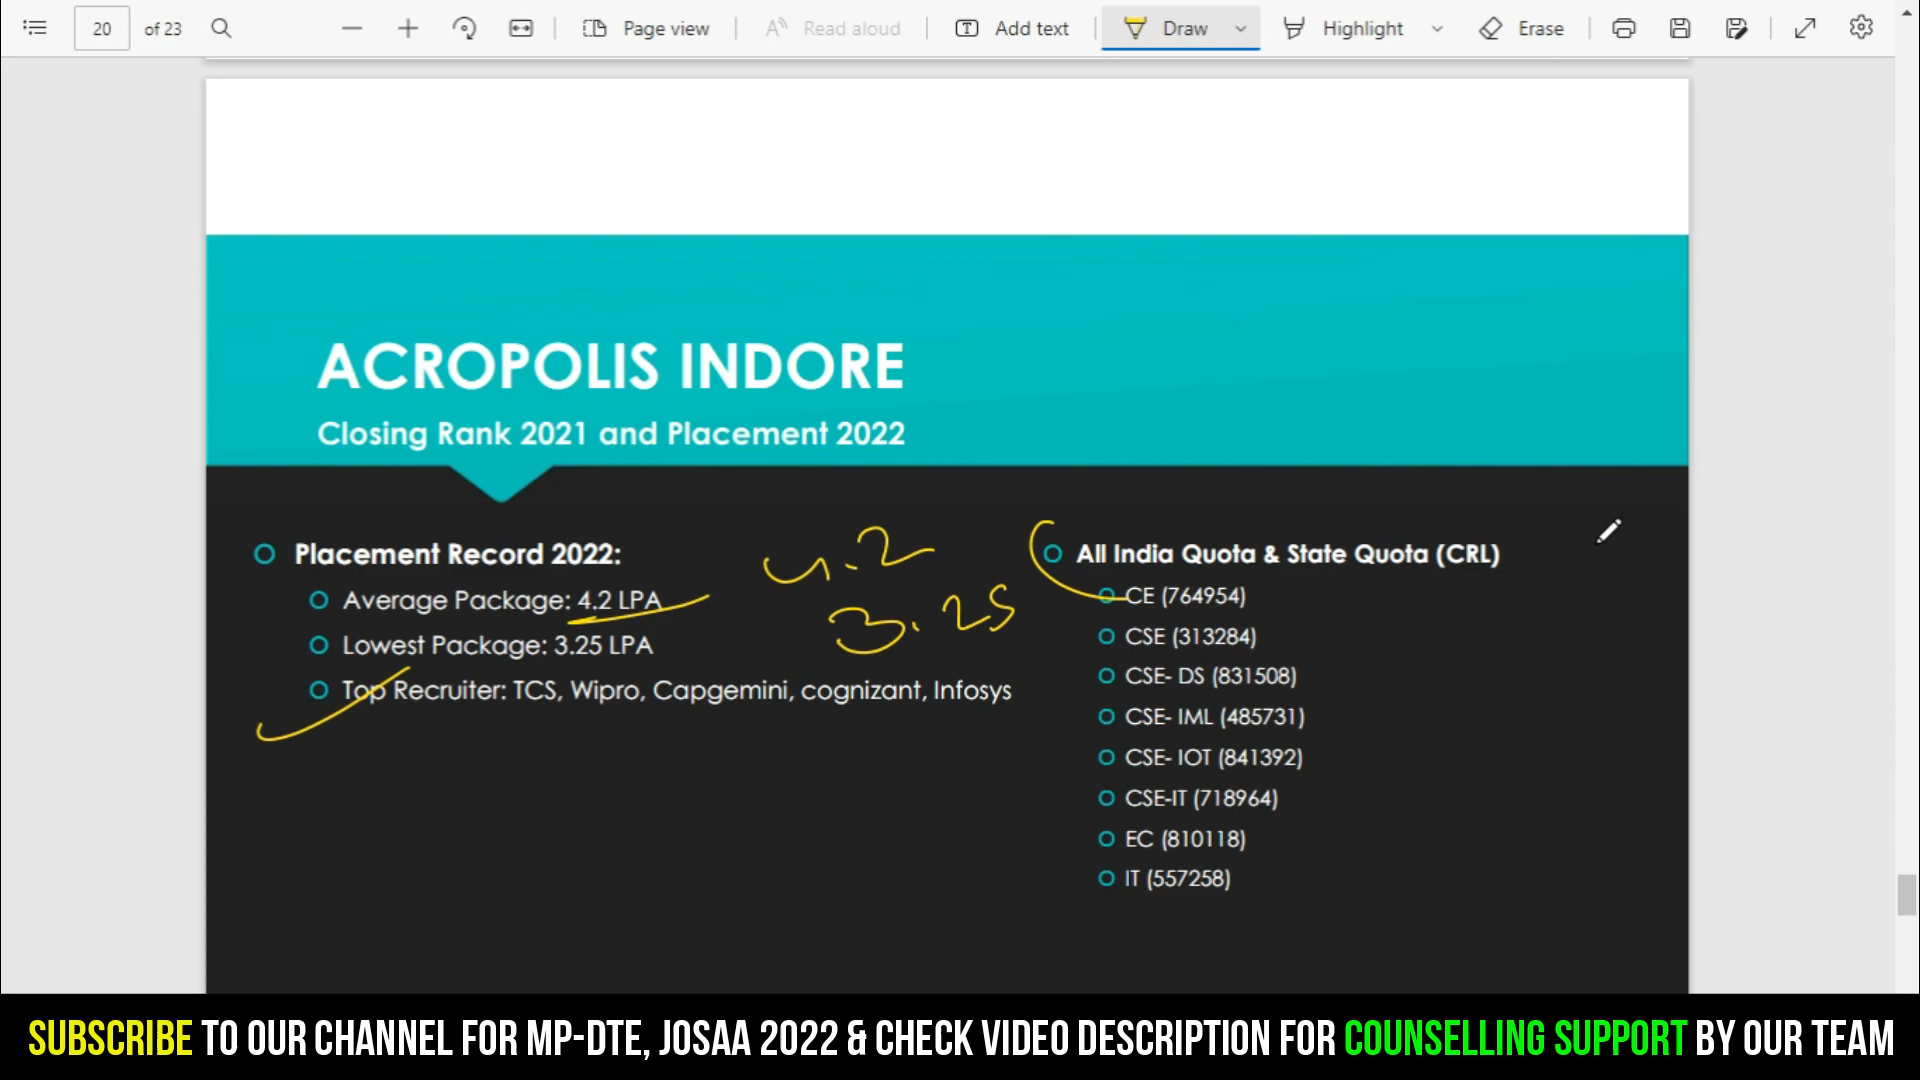 20 of 23 Page view Read aloud Add text Draw Highlight Erase
ACROPOLIS INDORE
Closing Rank 2021 and Placement 2022
Placement Record 2022:
Average Package: 4.2 LPA
Lowest Package: 3.25 LPA
Top Recruiter: TCS, Wipro, Capgemini, cognizant, Infosys
4.2
3.25
All India Quota & State Quota (CRL)
CE (764954)
CSE (313284)
CSE- DS (831508)
CSE- IML (485731)
CSE- IOT (841392)
CSE-IT (718964)
EC (810118)
IT (557258)
SUBSCRIBE TO OUR CHANNEL FOR MP-DTE, JOSAA 2022 & CHECK VIDEO DESCRIPTION FOR COUNSELLING SUPPORT BY OUR TEAM